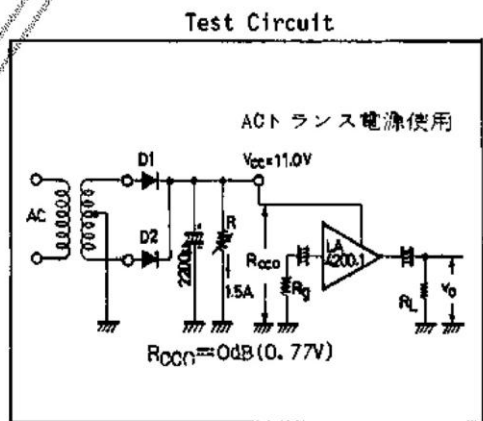 Test Circuit
ACトランス電源使用
D1
Vcc=11.0V
AC
D2
2200μ
R
1.5A
Rcco
Rg
LA
4200.1
RL
vo
Rcco=0dB(0.77V)